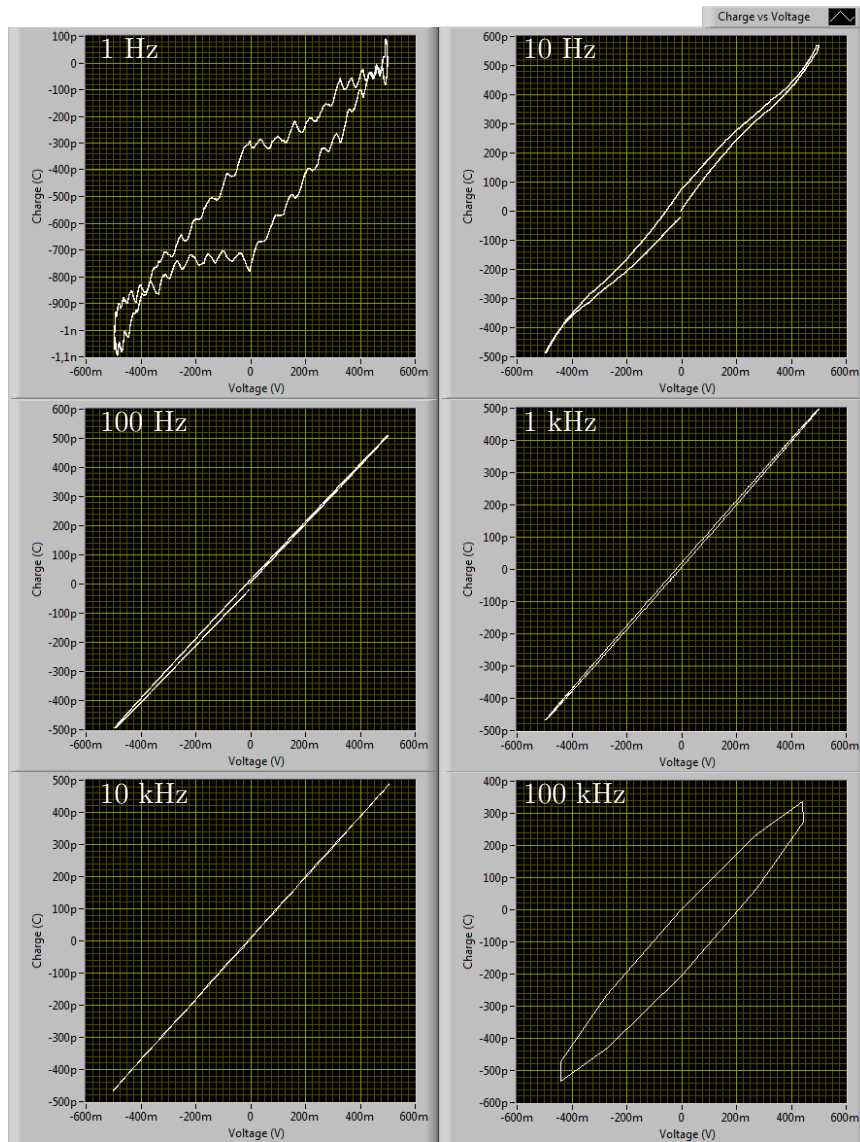 Charge vs Voltage
1 Hz
100p
0
-100p
-200p
-300p
-400p
-500p
-600p
-700p
-800p
-900p
-1n
-1,1n
Charge (C)
-600m -400m -200m 0 200m 400m 600m
Voltage (V)
10 Hz
600p
500p
400p
300p
200p
100p
0
-100p
-200p
-300p
-400p
-500p
Charge (C)
-600m -400m -200m 0 200m 400m 600m
Voltage (V)
100 Hz
600p
500p
400p
300p
200p
100p
0
-100p
-200p
-300p
-400p
-500p
Charge (C)
-600m -400m -200m 0 200m 400m 600m
Voltage (V)
1 kHz
500p
400p
300p
200p
100p
0
-100p
-200p
-300p
-400p
-500p
Charge (C)
-600m -400m -200m 0 200m 400m 600m
Voltage (V)
10 kHz
500p
400p
300p
200p
100p
0
-100p
-200p
-300p
-400p
-500p
Charge (C)
-600m -400m -200m 0 200m 400m 600m
Voltage (V)
100 kHz
400p
300p
200p
100p
0
-100p
-200p
-300p
-400p
-500p
-600p
Charge (C)
-600m -400m -200m 0 200m 400m 600m
Voltage (V)